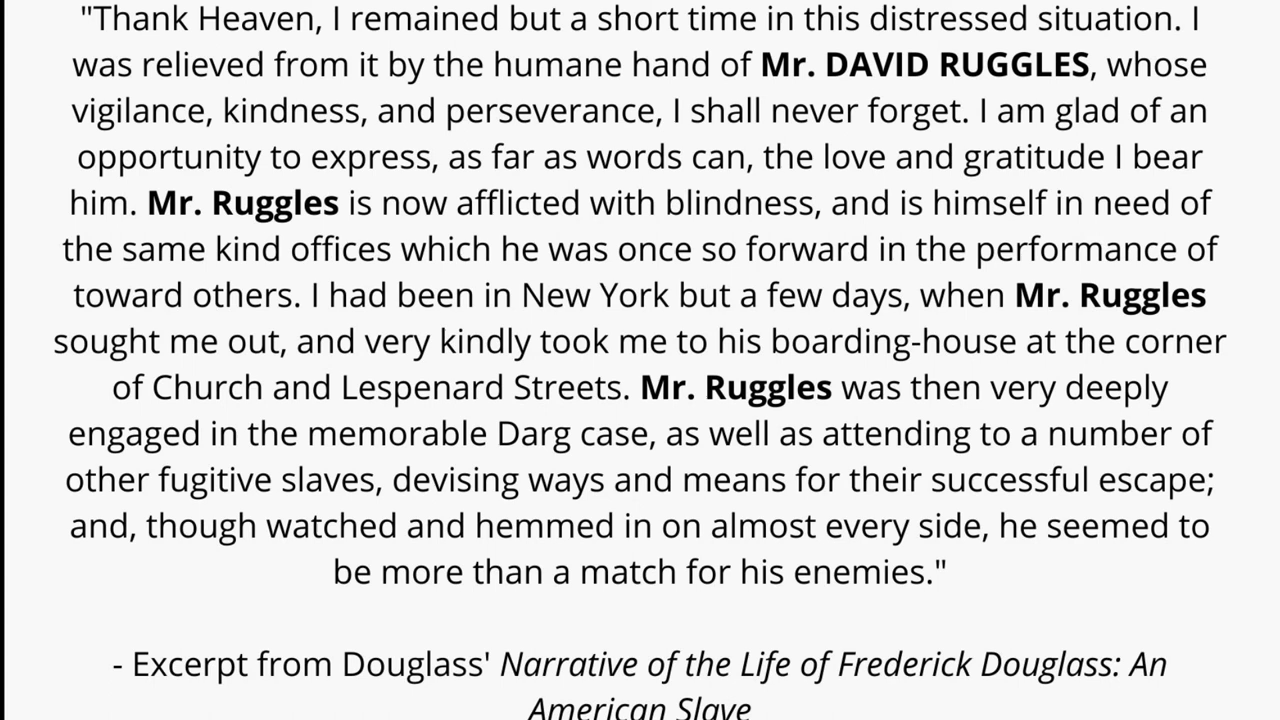 "Thank Heaven, I remained but a short time in this distressed situation. I
was relieved from it by the humane hand of Mr. DAVID RUGGLES, whose
vigilance, kindness, and perseverance, I shall never forget. I am glad of an
opportunity to express, as far as words can, the love and gratitude I bear
him. Mr. Ruggles is now afflicted with blindness, and is himself in need of
the same kind offices which he was once so forward in the performance of
toward others. I had been in New York but a few days, when Mr. Ruggles
sought me out, and very kindly took me to his boarding-house at the corner
of Church and Lespenard Streets. Mr. Ruggles was then very deeply
engaged in the memorable Darg case, as well as attending to a number of
other fugitive slaves, devising ways and means for their successful escape;
and, though watched and hemmed in on almost every side, he seemed to
be more than a match for his enemies."
- Excerpt from Douglass' Narrative of the Life of Frederick Douglass: An
American Slave